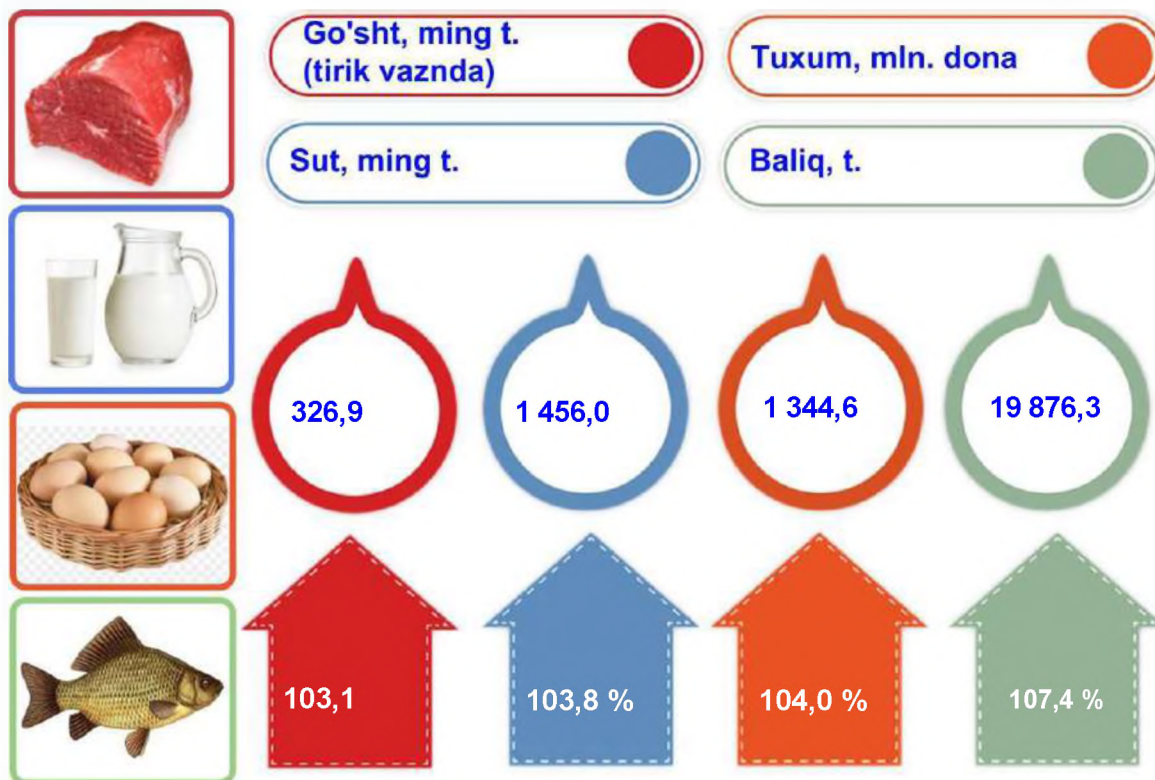 Go'sht, ming t.
(tirik vaznda)
Tuxum, mln. dona
Sut, ming t.
Baliq, t.
326,9
1 456,0
1 344,6
19 876,3
103,1
103,8 %
104,0 %
107,4 %